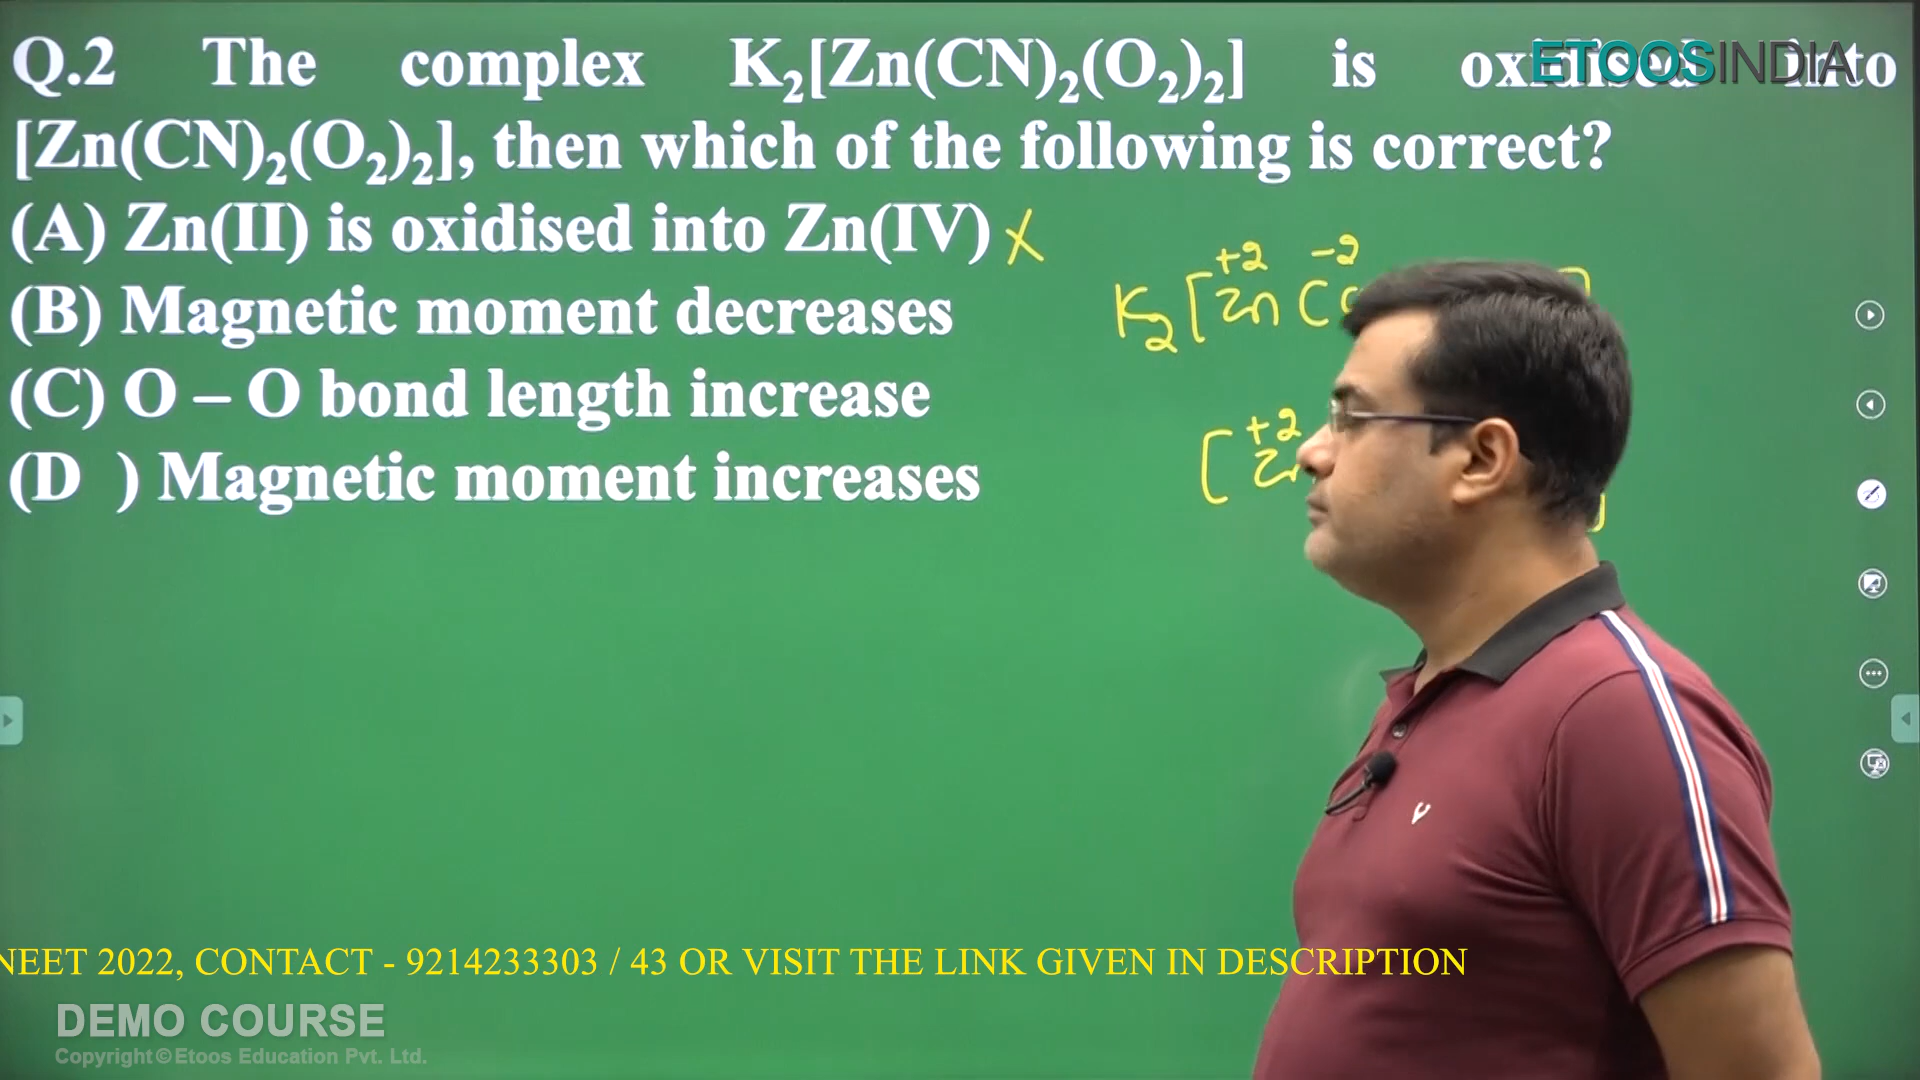 Q.2 The complex K₂[Zn(CN)₂(O₂)₂] is oxidised into
ETOOSINDIA
[Zn(CN)₂(O₂)₂], then which of the following is correct?
(A) Zn(II) is oxidised into Zn(IV) X
(B) Magnetic moment decreases
(C) O – O bond length increase
(D ) Magnetic moment increases
+2 -2
K₂ [Zn C
+2
[
NEET 2022, CONTACT - 9214233303 / 43 OR VISIT THE LINK GIVEN IN DESCRIPTION
DEMO COURSE
Copyright © Etoos Education Pvt. Ltd.